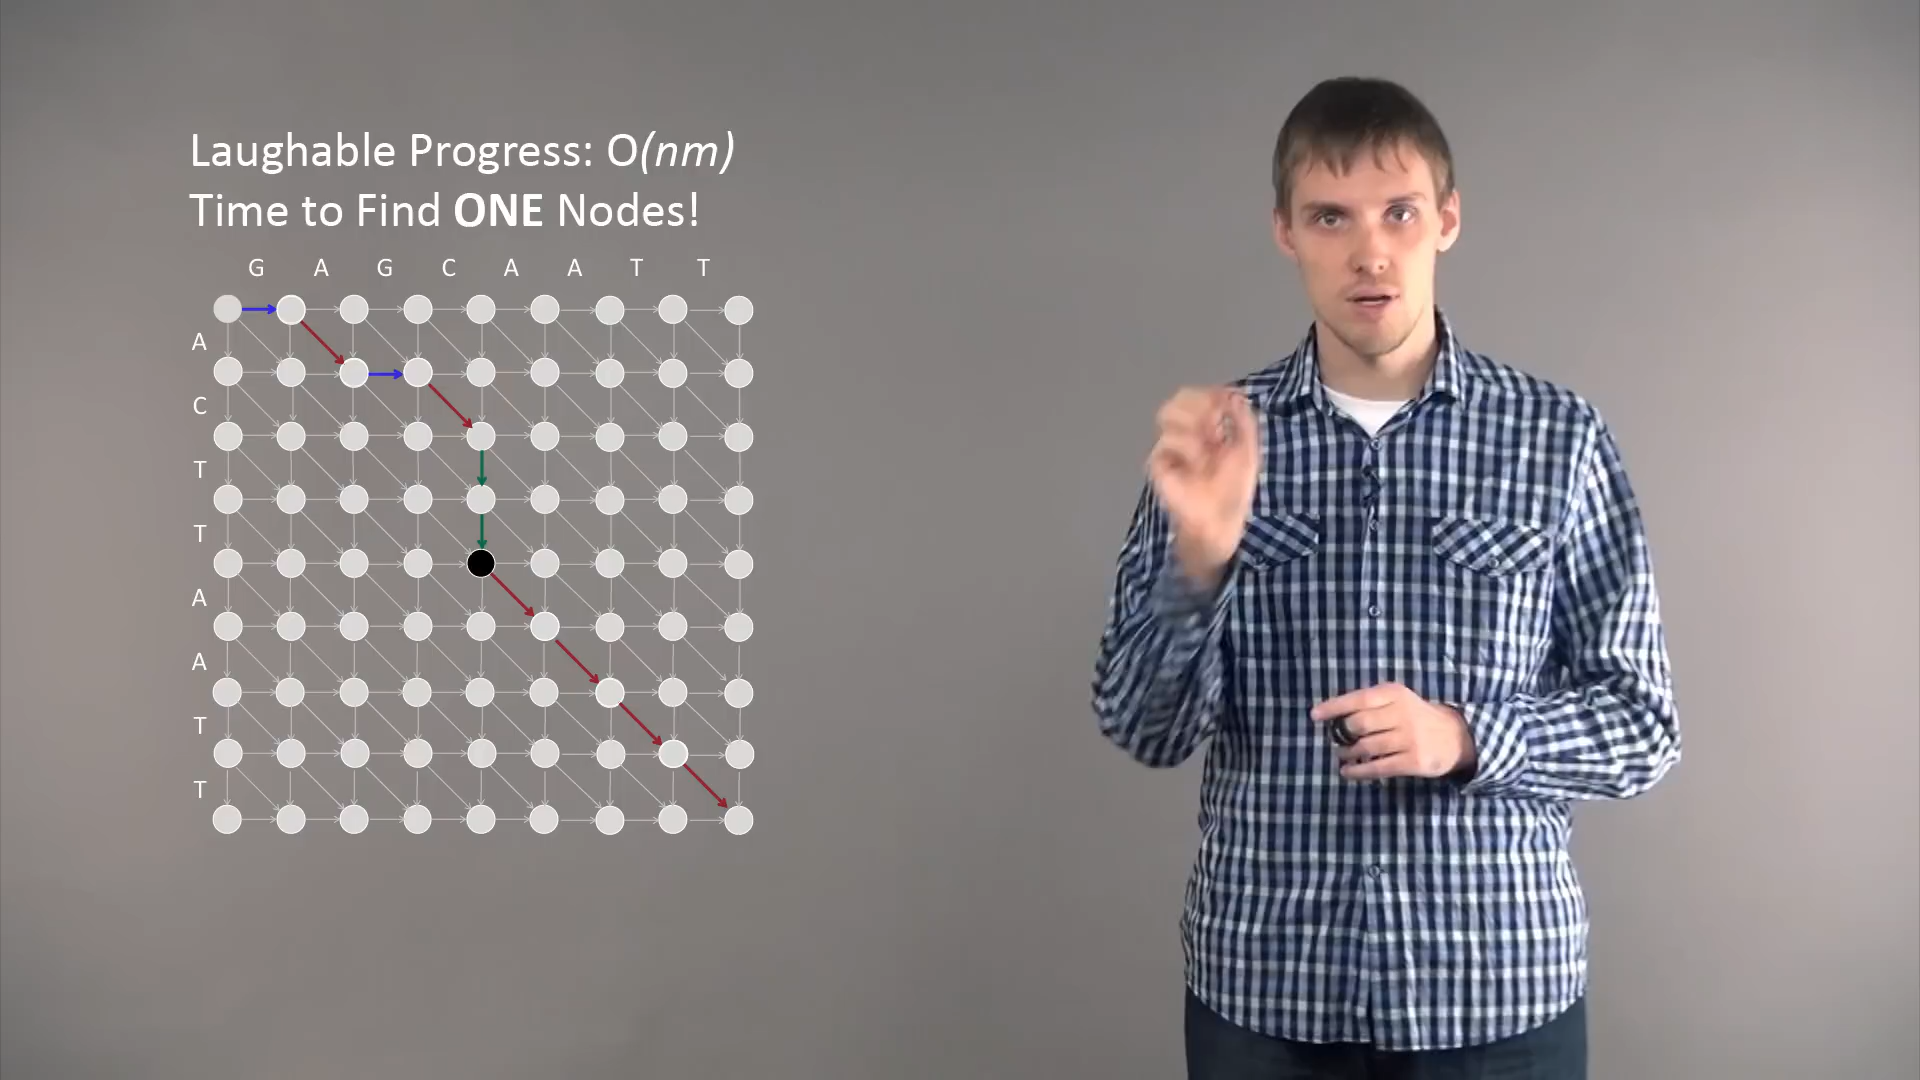 Laughable Progress: O(nm)
Time to Find ONE Nodes!
G A G C A A T T
A
C
T
T
A
A
T
T